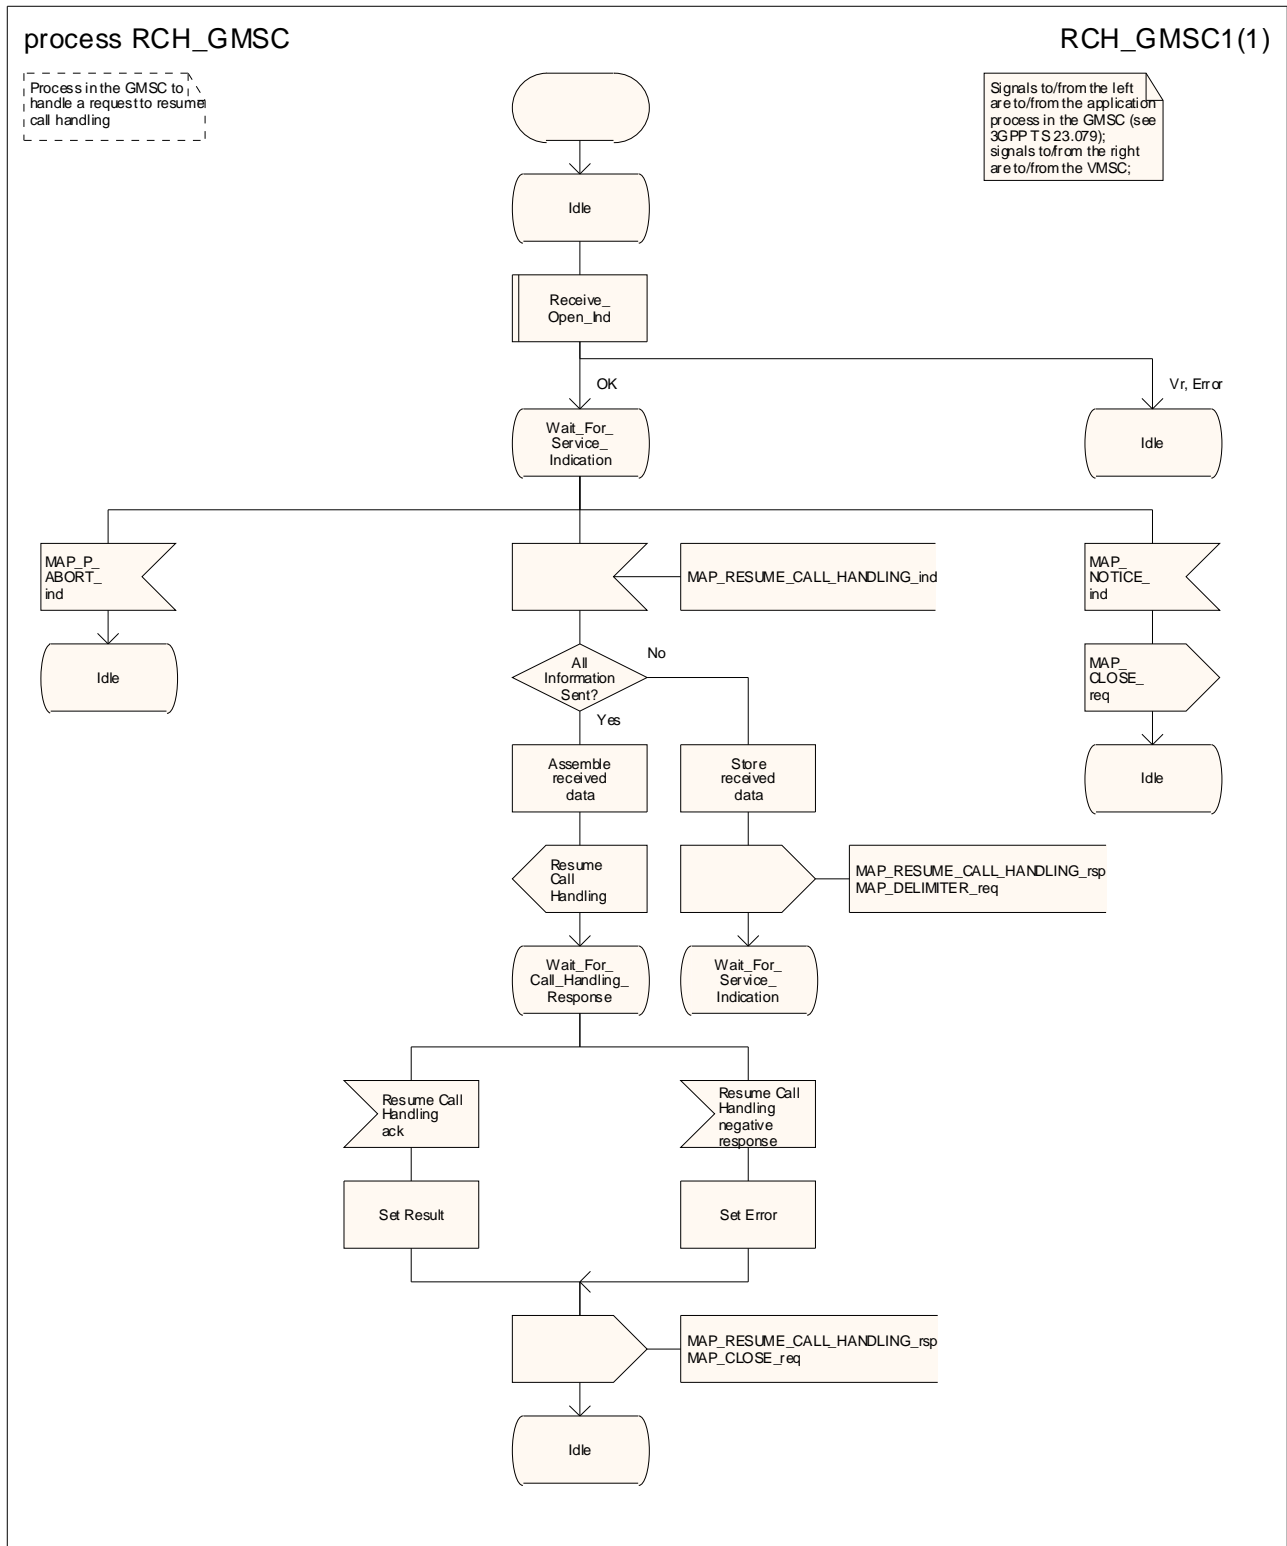 process RCH_GMSC
RCH_GMSC1(1)
Process in the GMSC to
handle a request to resume
call handling
Signals to/from the left
are to/from the application
process in the GMSC (see
3GPP TS 23.079);
signals to/from the right
are to/from the VMSC;
Idle
Receive_
Open_Ind
OK
Vr, Error
Wait_For_
Service_
Indication
Idle
MAP_P_
ABORT_
ind
MAP_RESUME_CALL_HANDLING_ind
MAP_
NOTICE_
ind
Idle
All
Information
Sent?
No
Yes
MAP_
CLOSE_
req
Assemble
received
data
Store
received
data
Idle
Resume
Call
Handling
MAP_RESUME_CALL_HANDLING_rsp
MAP_DELIMITER_req
Wait_For_
Call_Handling_
Response
Wait_For_
Service_
Indication
Resume Call
Handling
ack
Resume Call
Handling
negative
response
Set Result
Set Error
MAP_RESUME_CALL_HANDLING_rsp
MAP_CLOSE_req
Idle